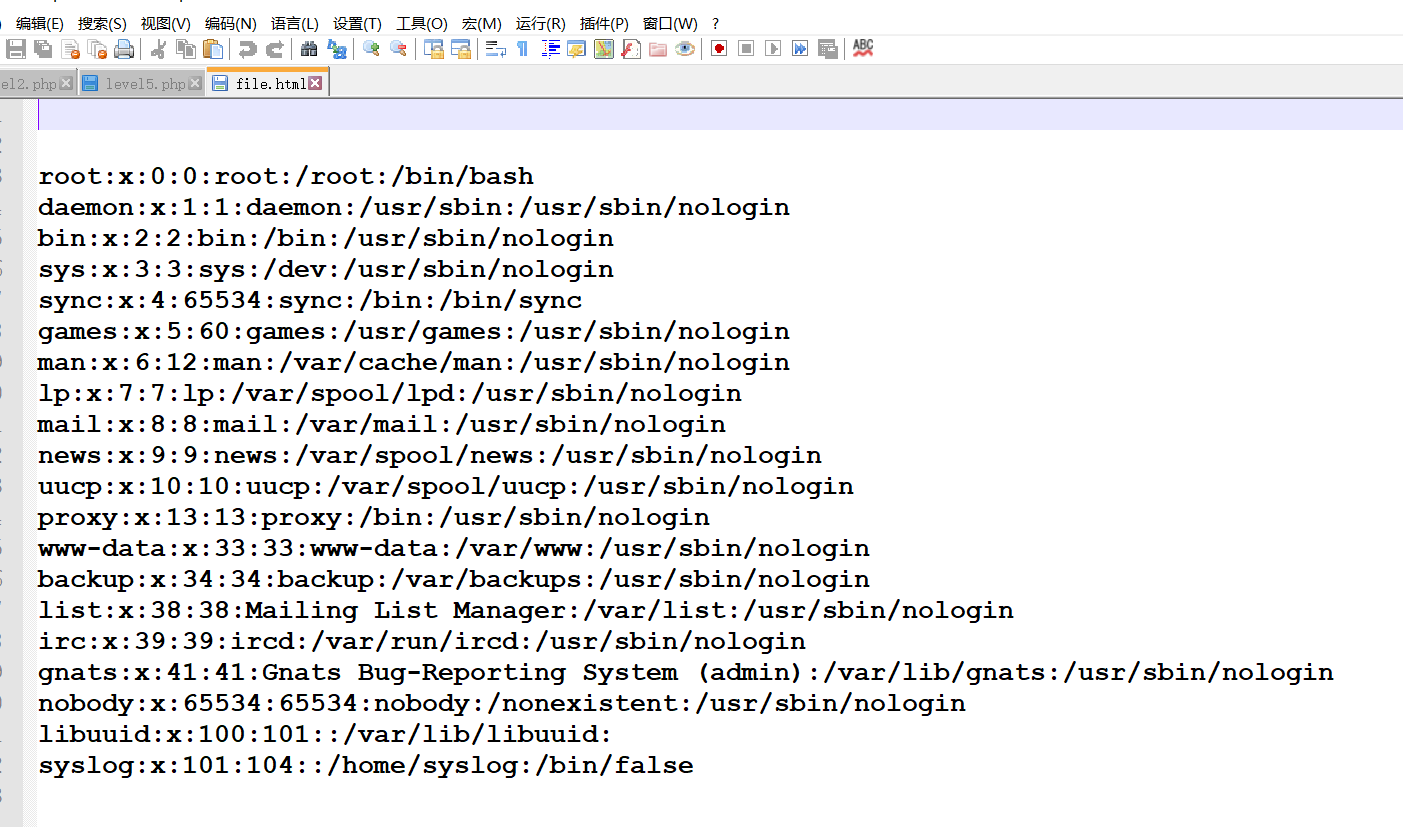 编辑(E) 搜索(S) 视图(V) 编码(N) 语言(L) 设置(T) 工具(O) 宏(M) 运行(R) 插件(P) 窗口(W) ?
ABC
el2.php level5.php file.html
root:x:0:0:root:/root:/bin/bash
daemon:x:1:1:daemon:/usr/sbin:/usr/sbin/nologin
bin:x:2:2:bin:/bin:/usr/sbin/nologin
sys:x:3:3:sys:/dev:/usr/sbin/nologin
sync:x:4:65534:sync:/bin:/bin/sync
games:x:5:60:games:/usr/games:/usr/sbin/nologin
man:x:6:12:man:/var/cache/man:/usr/sbin/nologin
lp:x:7:7:lp:/var/spool/lpd:/usr/sbin/nologin
mail:x:8:8:mail:/var/mail:/usr/sbin/nologin
news:x:9:9:news:/var/spool/news:/usr/sbin/nologin
uucp:x:10:10:uucp:/var/spool/uucp:/usr/sbin/nologin
proxy:x:13:13:proxy:/bin:/usr/sbin/nologin
www-data:x:33:33:www-data:/var/www:/usr/sbin/nologin
backup:x:34:34:backup:/var/backups:/usr/sbin/nologin
list:x:38:38:Mailing List Manager:/var/list:/usr/sbin/nologin
irc:x:39:39:ircd:/var/run/ircd:/usr/sbin/nologin
gnats:x:41:41:Gnats Bug-Reporting System (admin):/var/lib/gnats:/usr/sbin/nologin
nobody:x:65534:65534:nobody:/nonexistent:/usr/sbin/nologin
libuuid:x:100:101::/var/lib/libuuid:
syslog:x:101:104::/home/syslog:/bin/false